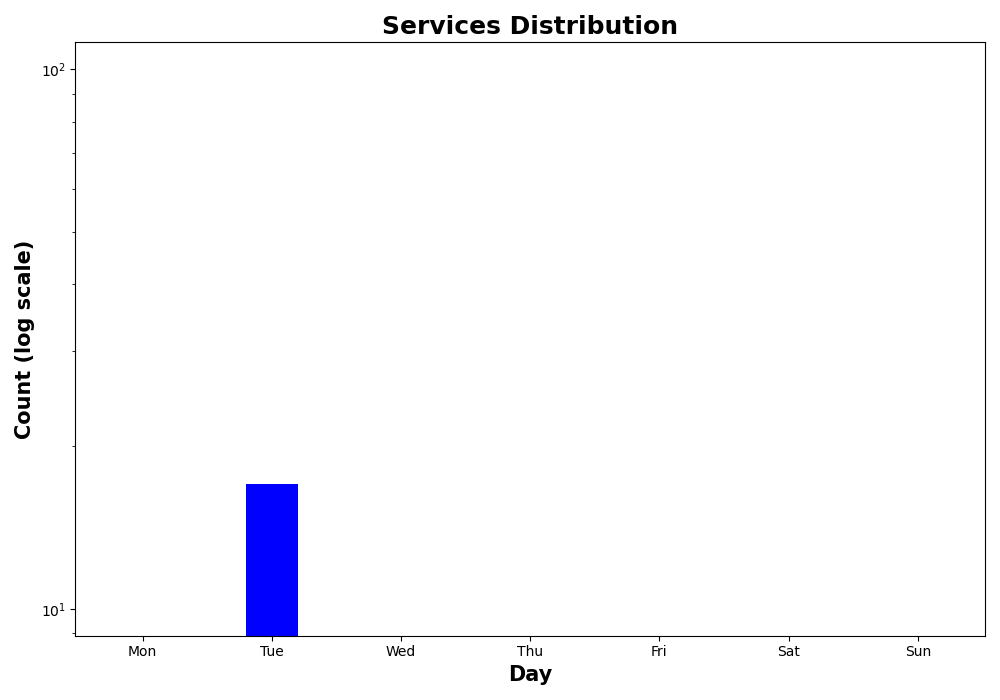 Services Distribution
Count (log scale)
10²
10¹
Mon Tue Wed Thu Fri Sat Sun
Day